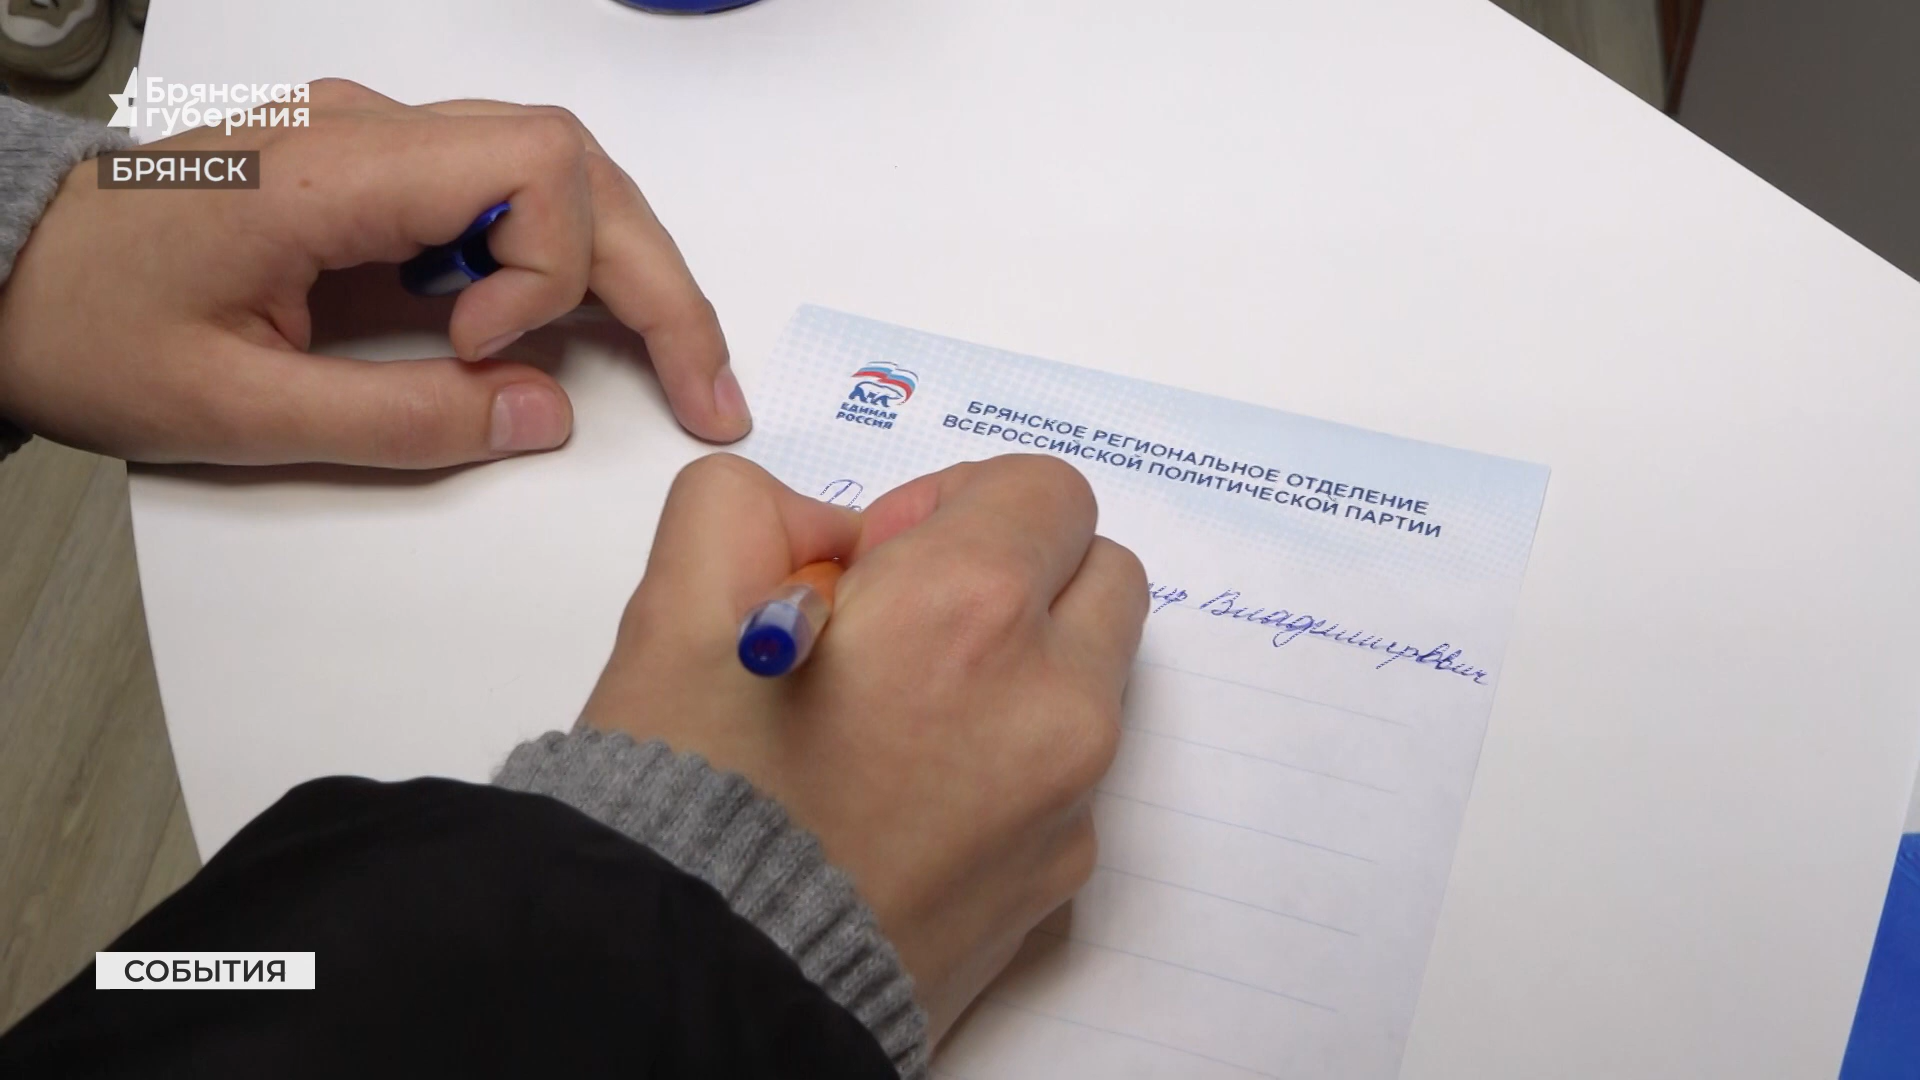 Брянская
губерния
БРЯНСК
ЕДИНАЯ
РОССИЯ
БРЯНСКОЕ РЕГИОНАЛЬНОЕ ОТДЕЛЕНИЕ
ВСЕРОССИЙСКОЙ ПОЛИТИЧЕСКОЙ ПАРТИИ
Владимирович
СОБЫТИЯ